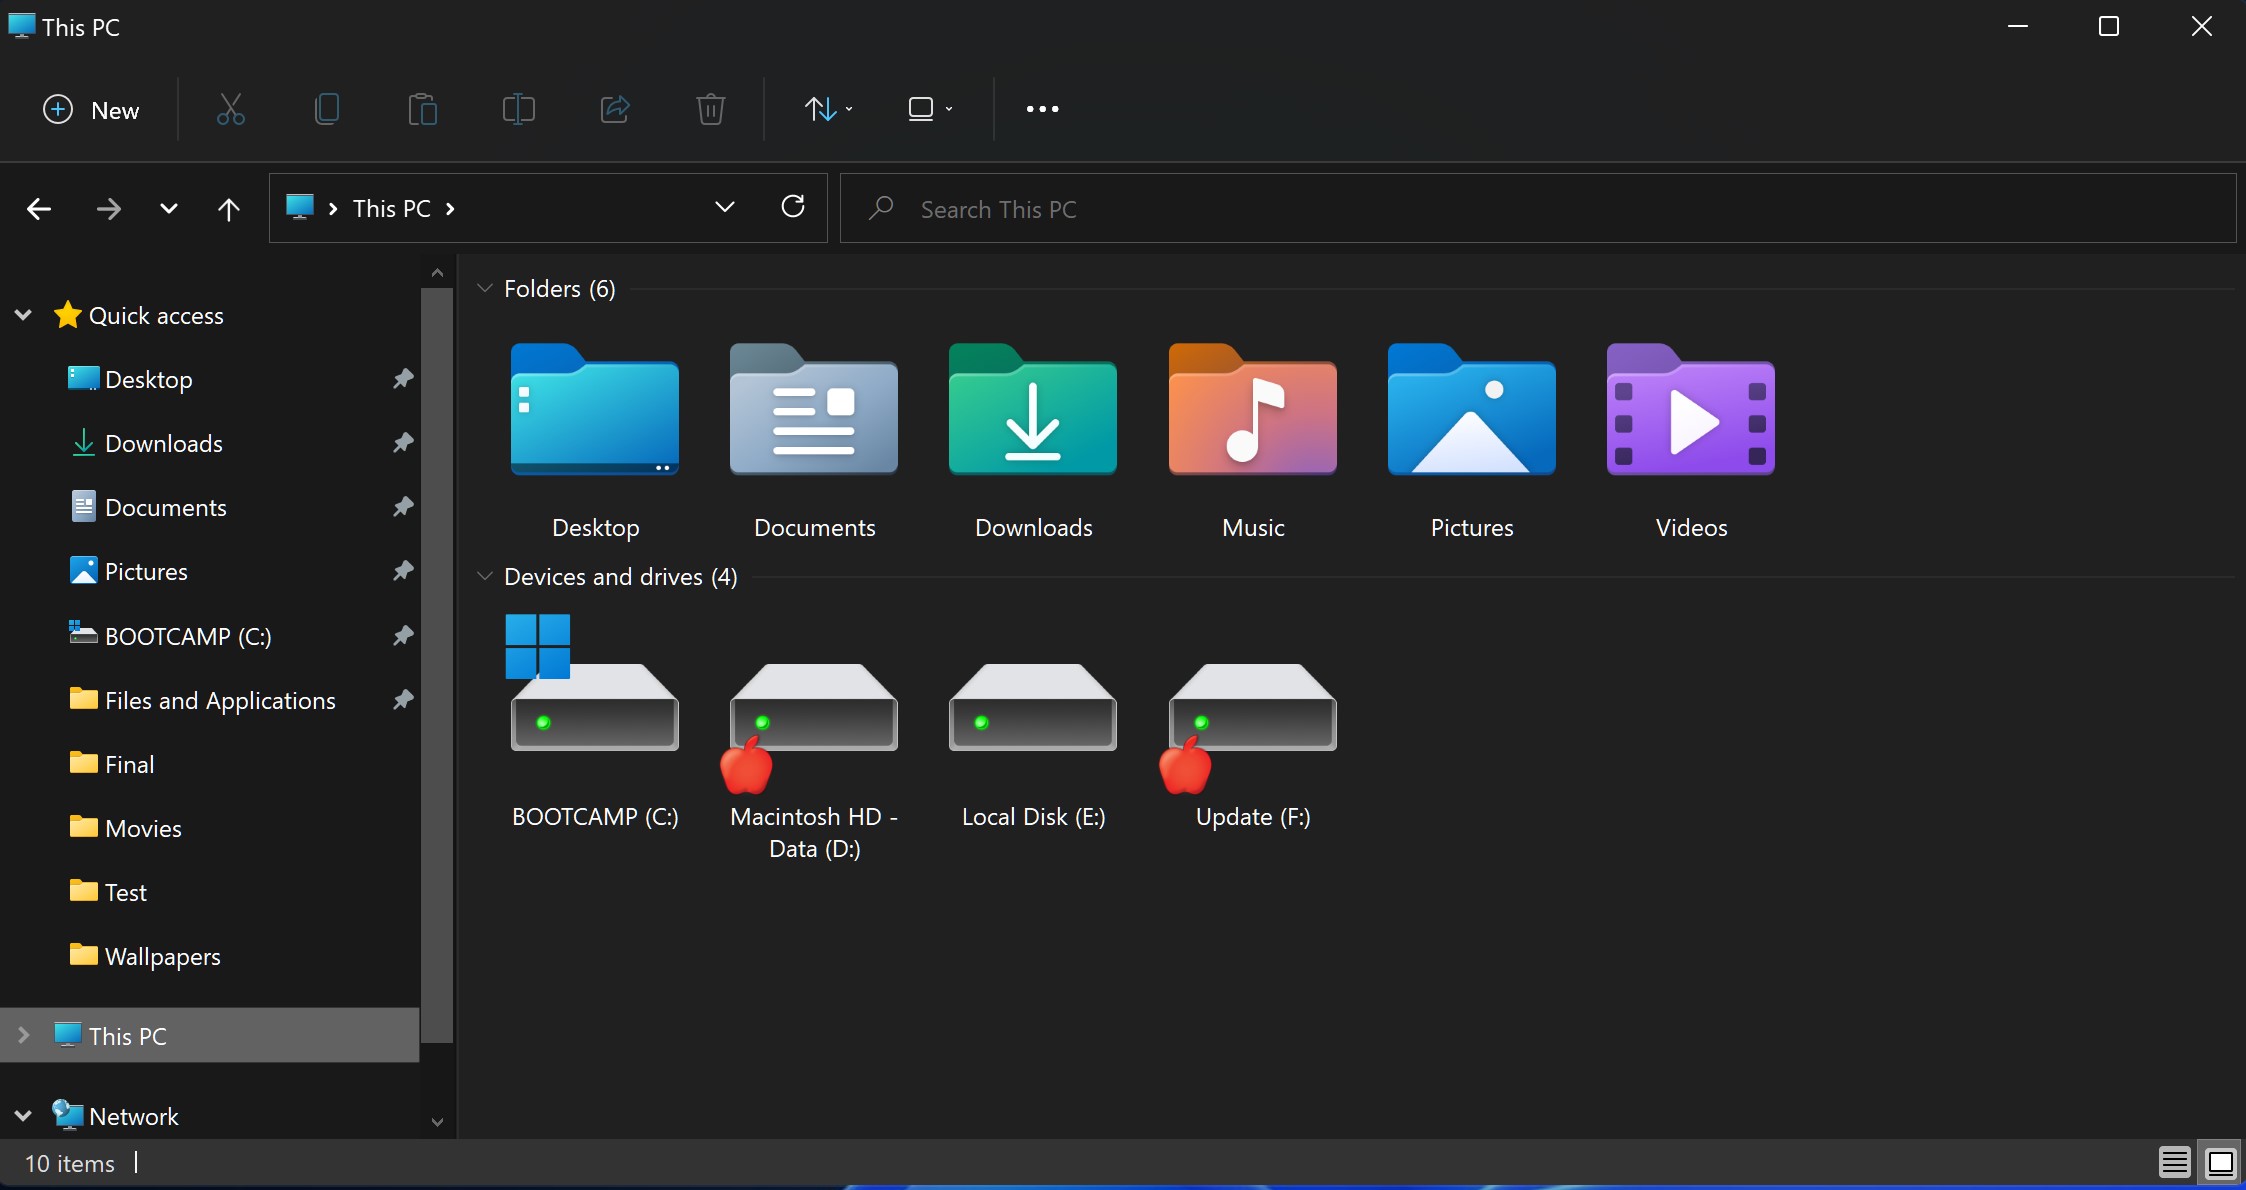 This PC
New
This PC
Search This PC
Quick access
Desktop
Downloads
Documents
Pictures
BOOTCAMP (C:)
Files and Applications
Final
Movies
Test
Wallpapers
This PC
Network
Folders (6)
Desktop
Documents
Downloads
Music
Pictures
Videos
Devices and drives (4)
BOOTCAMP (C:)
Macintosh HD -
Data (D:)
Local Disk (E:)
Update (F:)
10 items